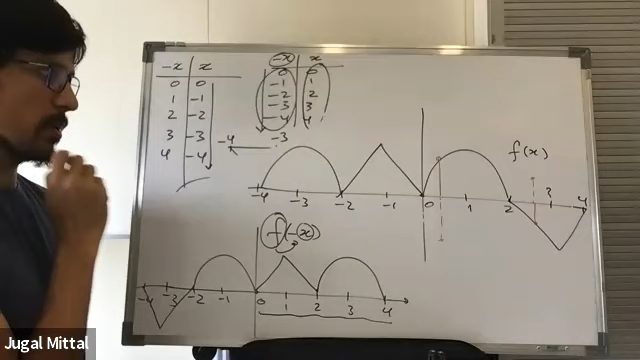 -x | x
0 | 0
1 | -1
2 | -2
3 | -3
4 | -4
-x | x
0 | 0
-1 | 1
-2 | 2
-3 | 3
-4 | 4
-3
-4
f(x)
-4 -3 -2 -1 0 1 2 3 4
f(-x)
-4 -3 -2 -1 0 1 2 3 4
Jugal Mittal